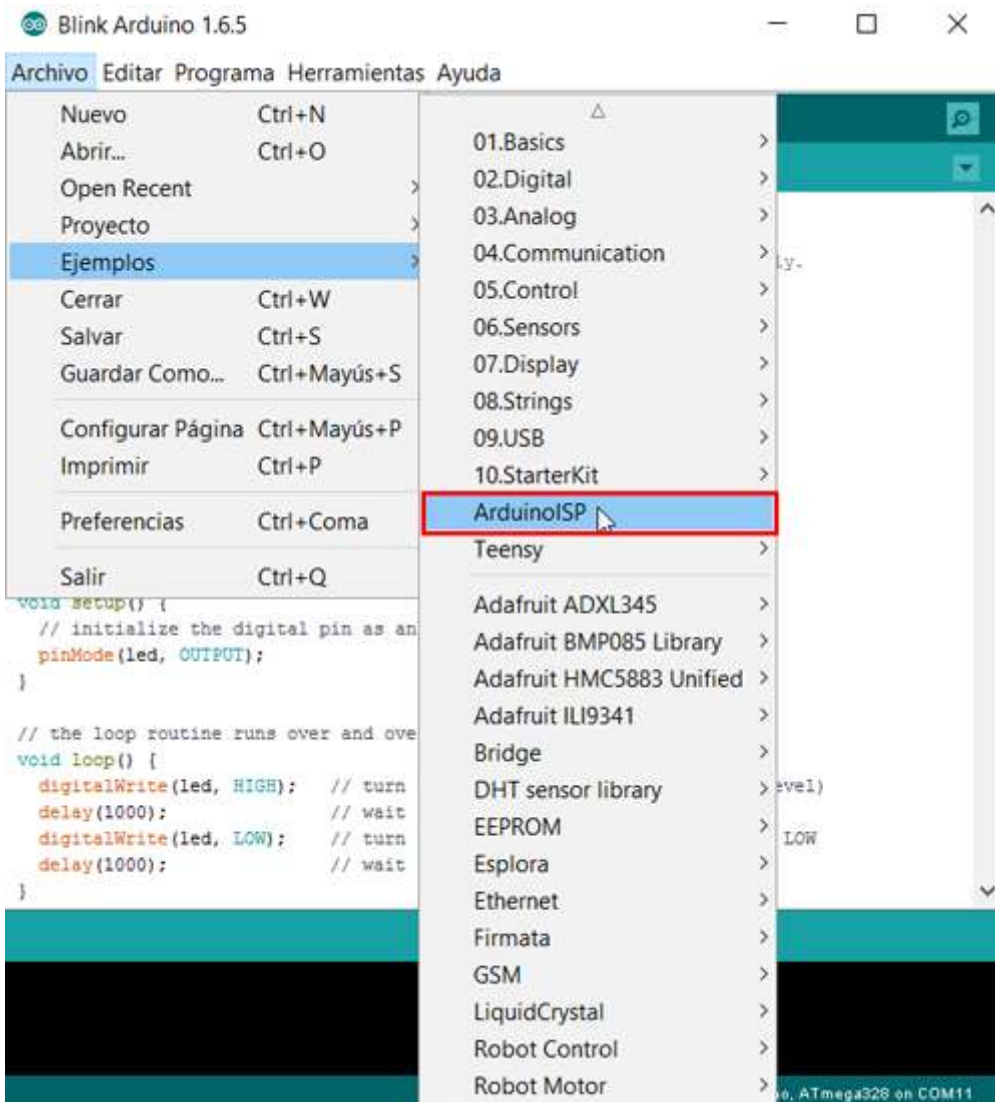 Blink Arduino 1.6.5
Archivo Editar Programa Herramientas Ayuda
Nuevo Ctrl+N
Abrir... Ctrl+O
Open Recent
Proyecto
Ejemplos
Cerrar Ctrl+W
Salvar Ctrl+S
Guardar Como... Ctrl+Mayús+S
Configurar Página Ctrl+Mayús+P
Imprimir Ctrl+P
Preferencias Ctrl+Coma
Salir Ctrl+Q
01.Basics
02.Digital
03.Analog
04.Communication
05.Control
06.Sensors
07.Display
08.Strings
09.USB
10.StarterKit
ArduinoISP
Teensy
Adafruit ADXL345
Adafruit BMP085 Library
Adafruit HMC5883 Unified
Adafruit ILI9341
Bridge
DHT sensor library
EEPROM
Esplora
Ethernet
Firmata
GSM
LiquidCrystal
Robot Control
Robot Motor
void setup() {
// initialize the digital pin as an
pinMode(led, OUTPUT);
}
// the loop routine runs over and ove
void loop() {
digitalWrite(led, HIGH); // turn
delay(1000); // wait
digitalWrite(led, LOW); // turn LOW
delay(1000); // wait
}
ATmega328 on COM11